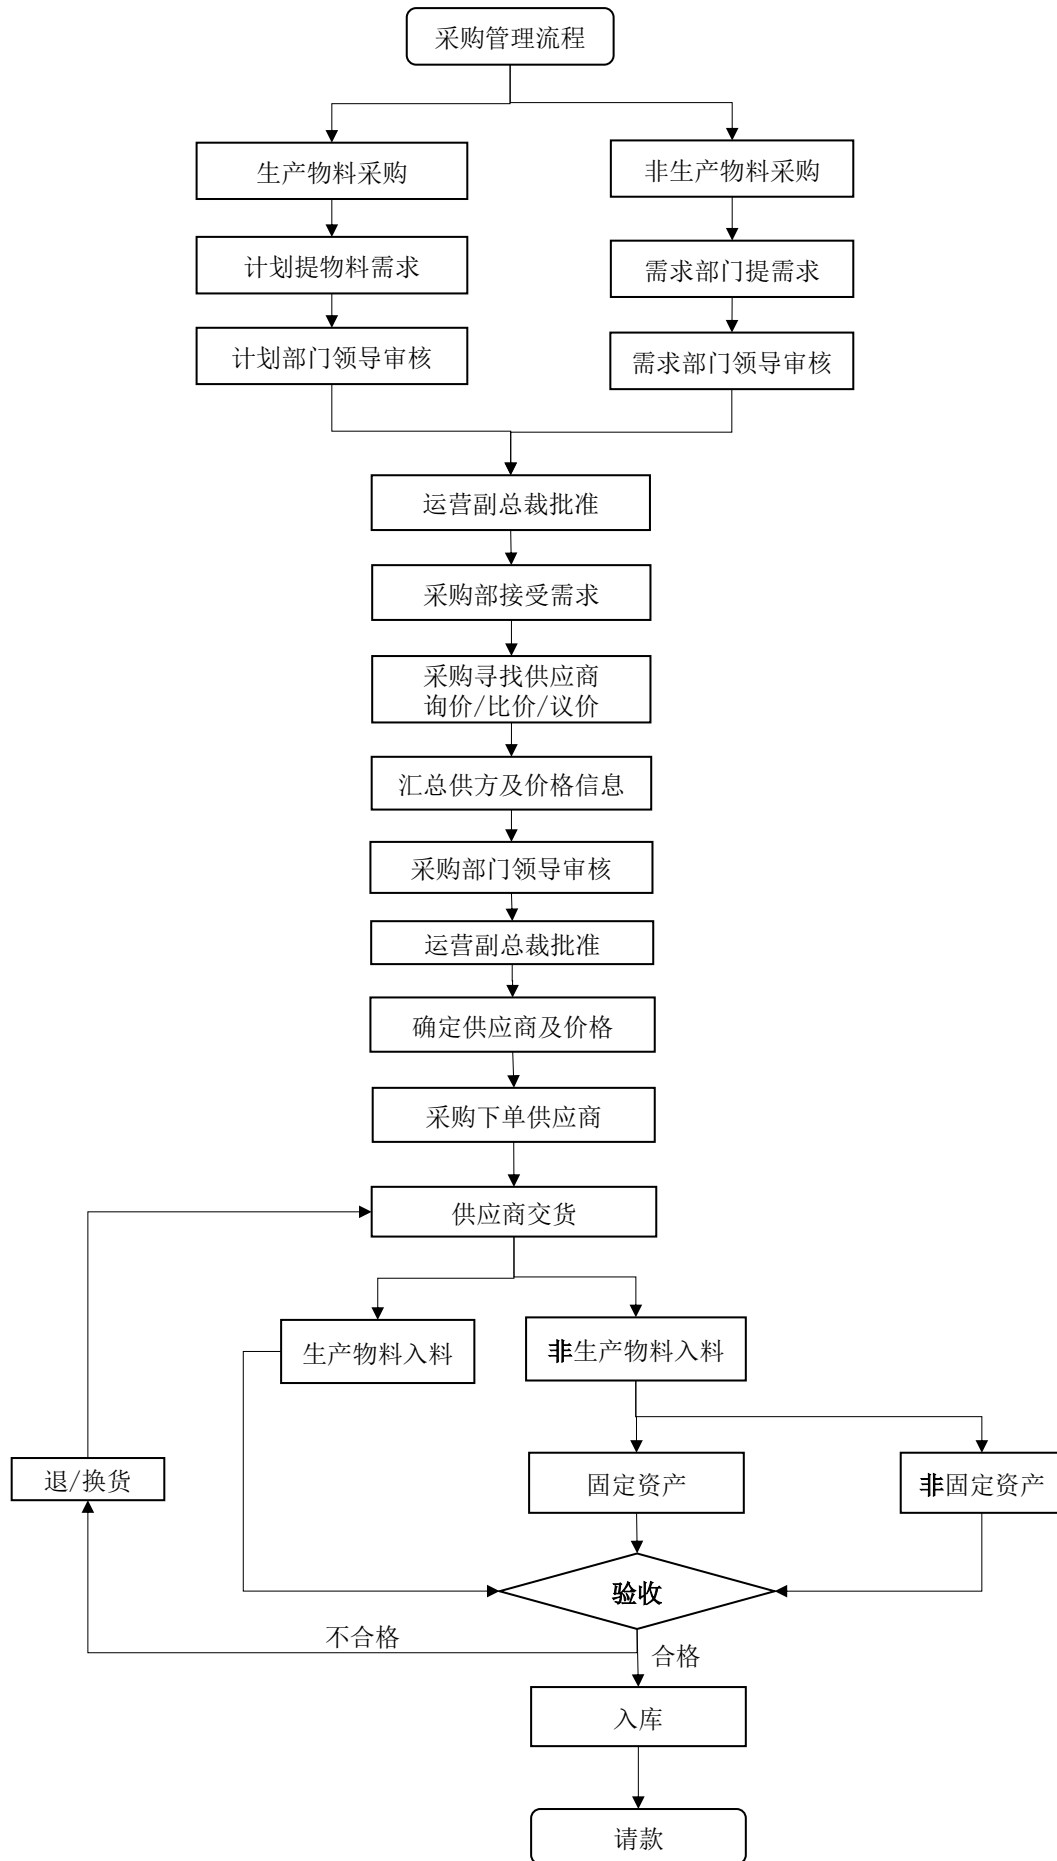 采购管理流程
生产物料采购
非生产物料采购
计划提物料需求
需求部门提需求
计划部门领导审核
需求部门领导审核
运营副总裁批准
采购部接受需求
采购寻找供应商
询价/比价/议价
汇总供方及价格信息
采购部门领导审核
运营副总裁批准
确定供应商及价格
采购下单供应商
供应商交货
生产物料入料
非生产物料入料
退/换货
固定资产
非固定资产
验收
不合格
合格
入库
请款